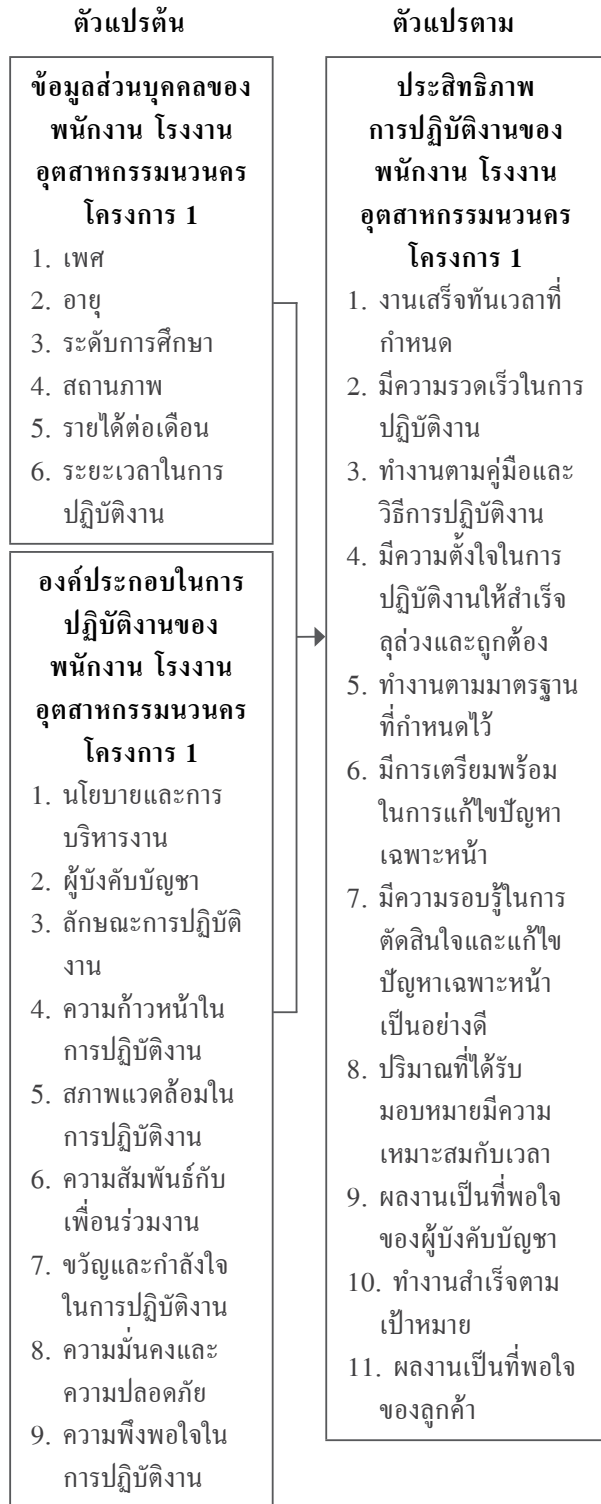 ตัวแปรต้น
ข้อมูลส่วนบุคคลของ
พนักงาน โรงงาน
อุตสาหกรรมนวนคร
โครงการ 1
1. เพศ
2. อายุ
3. ระดับการศึกษา
4. สถานภาพ
5. รายได้ต่อเดือน
6. ระยะเวลาในการ
ปฏิบัติงาน
องค์ประกอบในการ
ปฏิบัติงานของ
พนักงาน โรงงาน
อุตสาหกรรมนวนคร
โครงการ 1
1. นโยบายและการ
บริหารงาน
2. ผู้บังคับบัญชา
3. ลักษณะการปฏิบัติ
งาน
4. ความก้าวหน้าใน
การปฏิบัติงาน
5. สภาพแวดล้อมใน
การปฏิบัติงาน
6. ความสัมพันธ์กับ
เพื่อนร่วมงาน
7. ขวัญและกำลังใจ
ในการปฏิบัติงาน
8. ความมั่นคงและ
ความปลอดภัย
9. ความพึงพอใจใน
การปฏิบัติงาน
ตัวแปรตาม
ประสิทธิภาพ
การปฏิบัติงานของ
พนักงาน โรงงาน
อุตสาหกรรมนวนคร
โครงการ 1
1. งานเสร็จทันเวลาที่
กำหนด
2. มีความรวดเร็วในการ
ปฏิบัติงาน
3. ทำงานตามคู่มือและ
วิธีการปฏิบัติงาน
4. มีความตั้งใจในการ
ปฏิบัติงานให้สำเร็จ
ลุล่วงและถูกต้อง
5. ทำงานตามมาตรฐาน
ที่กำหนดไว้
6. มีการเตรียมพร้อม
ในการแก้ไขปัญหา
เฉพาะหน้า
7. มีความรอบรู้ในการ
ตัดสินใจและแก้ไข
ปัญหาเฉพาะหน้า
เป็นอย่างดี
8. ปริมาณที่ได้รับ
มอบหมายมีความ
เหมาะสมกับเวลา
9. ผลงานเป็นที่พอใจ
ของผู้บังคับบัญชา
10. ทำงานสำเร็จตาม
เป้าหมาย
11. ผลงานเป็นที่พอใจ
ของลูกค้า